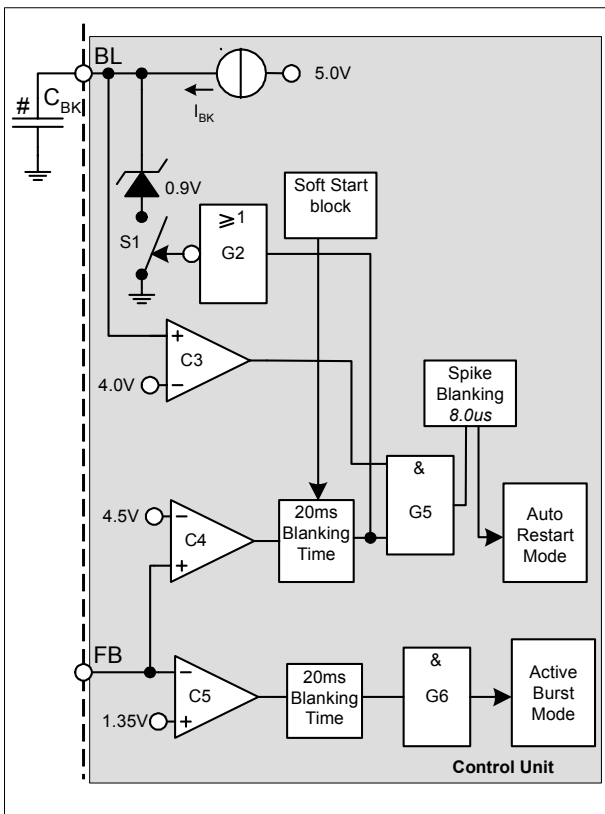 BL
5.0V
# C_BK
I_BK
0.9V
Soft Start
block
S1
≥1
G2
+
C3
4.0V
−
Spike
Blanking
8.0us
&
G5
4.5V
−
C4
+
20ms
Blanking
Time
Auto
Restart
Mode
FB
−
C5
1.35V
+
20ms
Blanking
Time
&
G6
Active
Burst
Mode
Control Unit